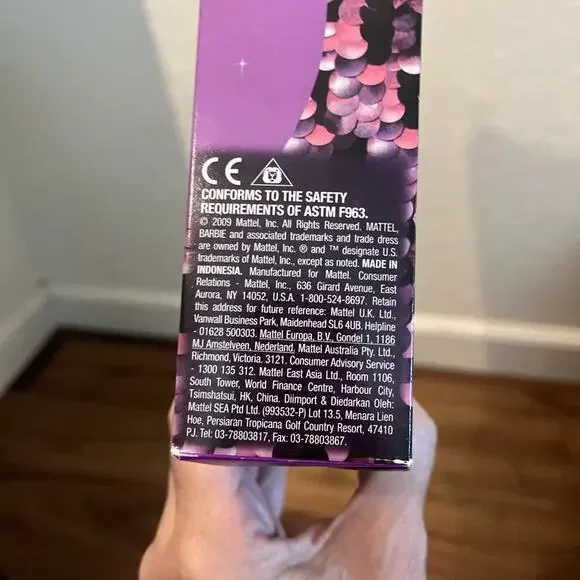 CE
CONFORMS TO THE SAFETY
REQUIREMENTS OF ASTM F963.
© 2009 Mattel, Inc. All Rights Reserved. MATTEL,
BARBIE and associated trademarks and trade dress
are owned by Mattel, Inc. ® and ™ designate U.S.
trademarks of Mattel, Inc., except as noted. MADE IN
INDONESIA. Manufactured for Mattel. Consumer
Relations - Mattel, Inc., 636 Girard Avenue, East
Aurora, NY 14052, U.S.A. 1-800-524-8697. Retain
this address for future reference: Mattel U.K. Ltd.,
Vanwall Business Park, Maidenhead SL6 4UB. Helpline
- 01628 500303. Mattel Europa, B.V., Gondel 1, 1186
MJ Amstelveen, Nederland. Mattel Australia Pty. Ltd.,
Richmond, Victoria. 3121. Consumer Advisory Service
- 1300 135 312. Mattel East Asia Ltd., Room 1106,
South Tower, World Finance Centre, Harbour City,
Tsimshatsui, HK, China. Diimport & Diedarkan Oleh:
Mattel SEA Ptd Ltd. (993532-P) Lot 13.5, Menara Lien
Hoe, Persiaran Tropicana Golf Country Resort, 47410
PJ. Tel: 03-78803817, Fax: 03-78803867.